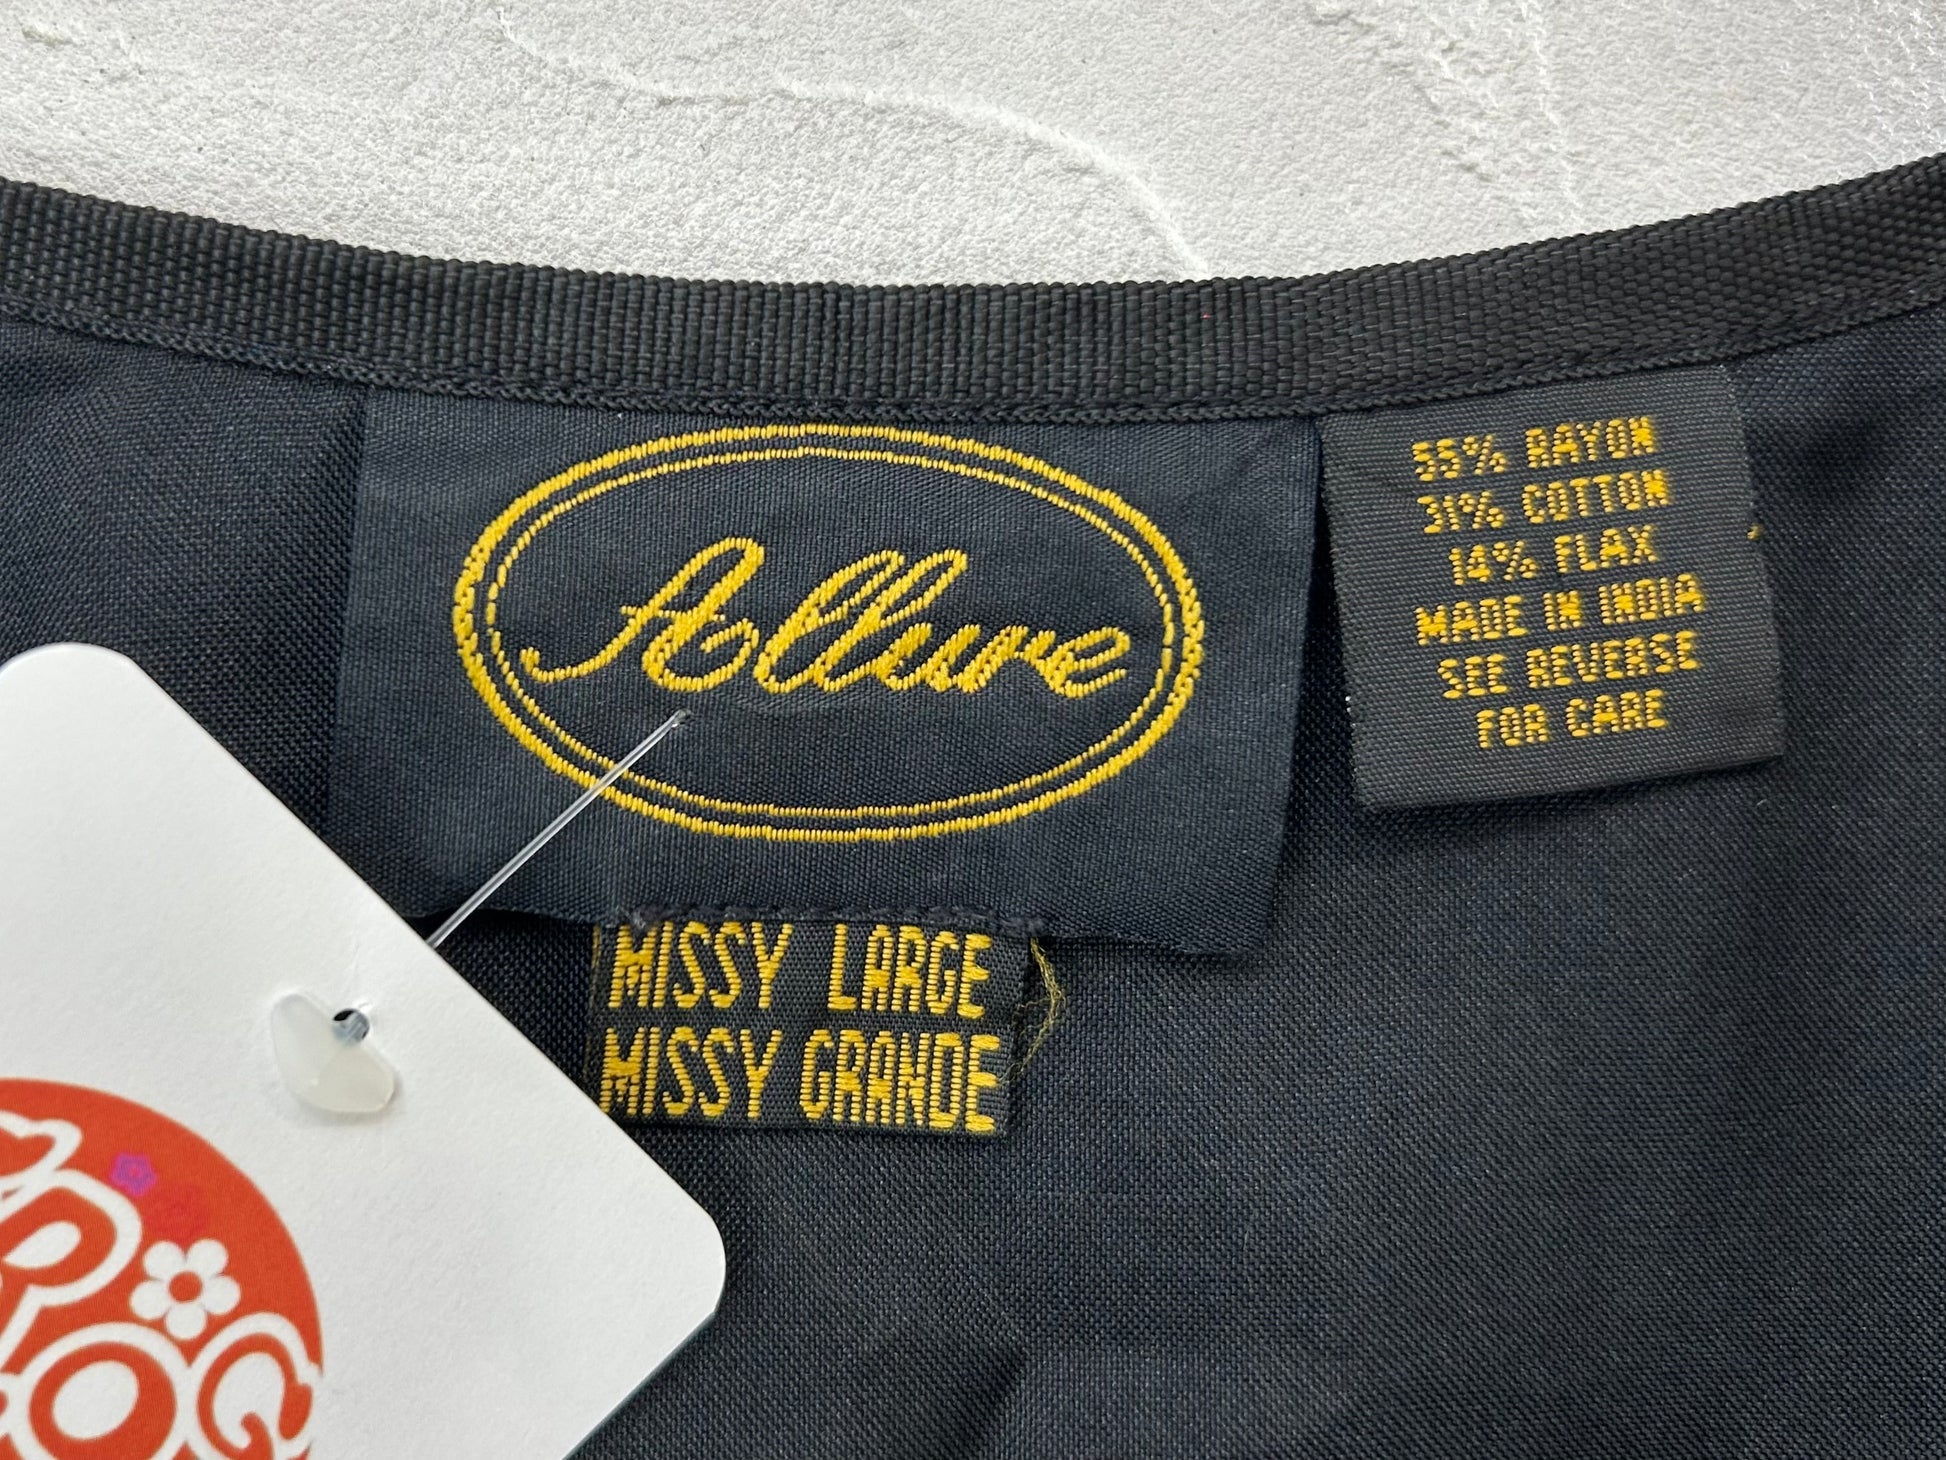 Allure
55% RAYON
31% COTTON
14% FLAX
MADE IN INDIA
SEE REVERSE
FOR CARE
MISSY LARGE
MISSY GRANDE